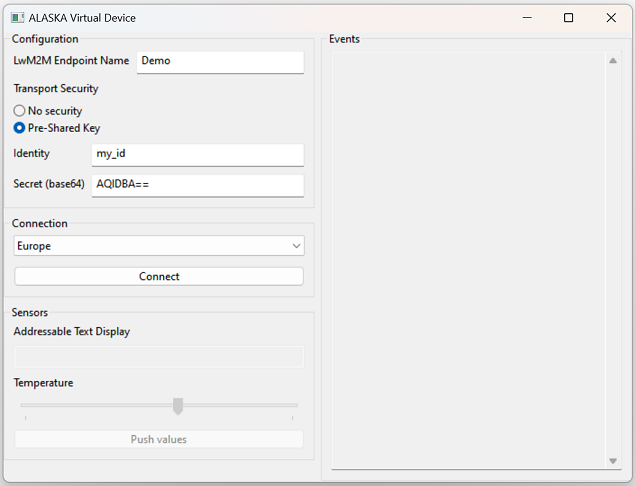 ALASKA Virtual Device
Configuration
LwM2M Endpoint Name Demo
Transport Security
No security
Pre-Shared Key
Identity my_id
Secret (base64) AQIDBA==
Connection
Europe
Connect
Sensors
Addressable Text Display
Temperature
Push values
Events